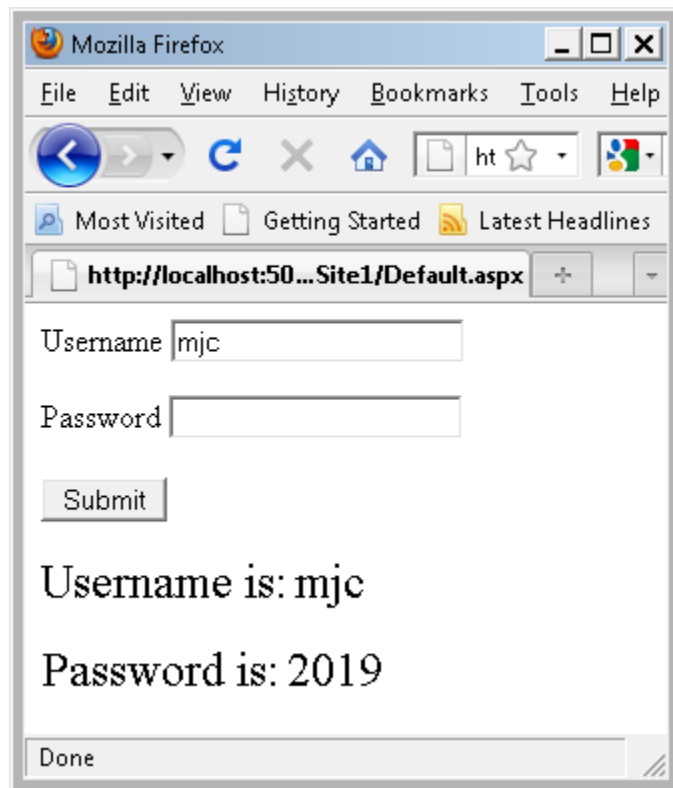 Mozilla Firefox
File Edit View History Bookmarks Tools Help
ht
Most Visited Getting Started Latest Headlines
http://localhost:50...Site1/Default.aspx
Username mjc
Password
Submit
Username is: mjc
Password is: 2019
Done